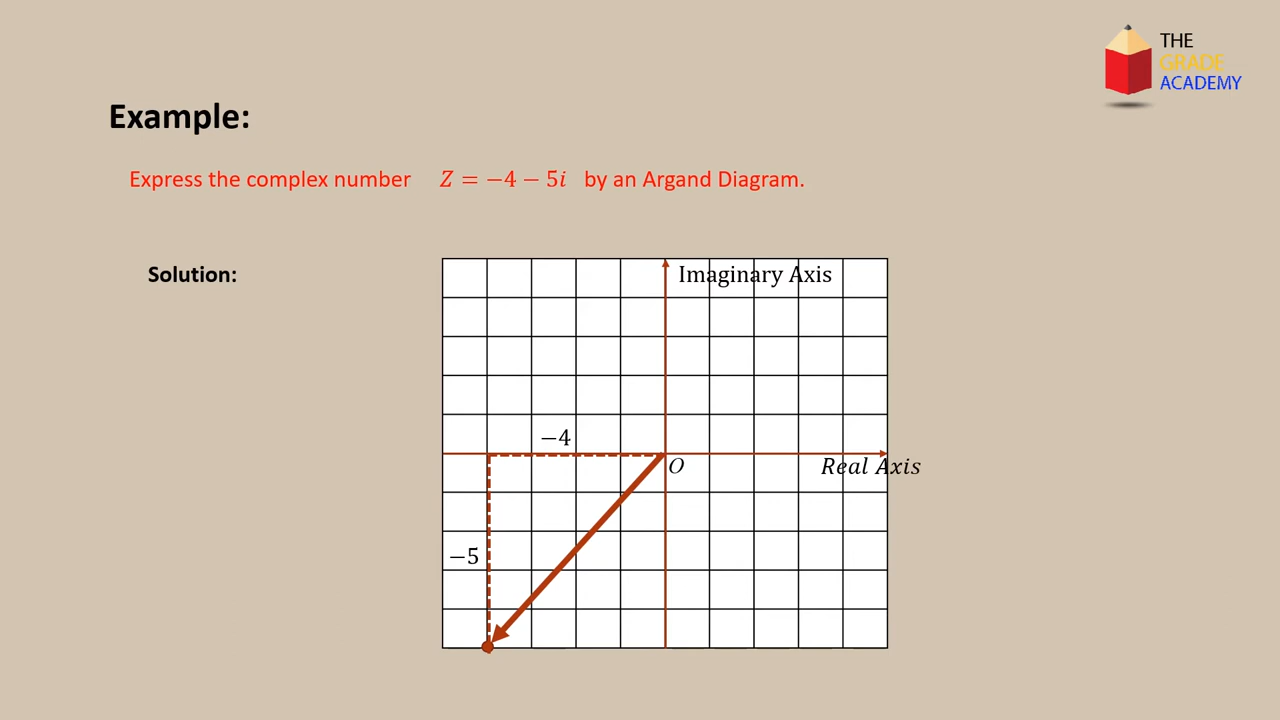 THE
GRADE
ACADEMY
Example:
Express the complex number Z = −4 − 5i by an Argand Diagram.
Solution:
Imaginary Axis
−4
O
Real Axis
−5